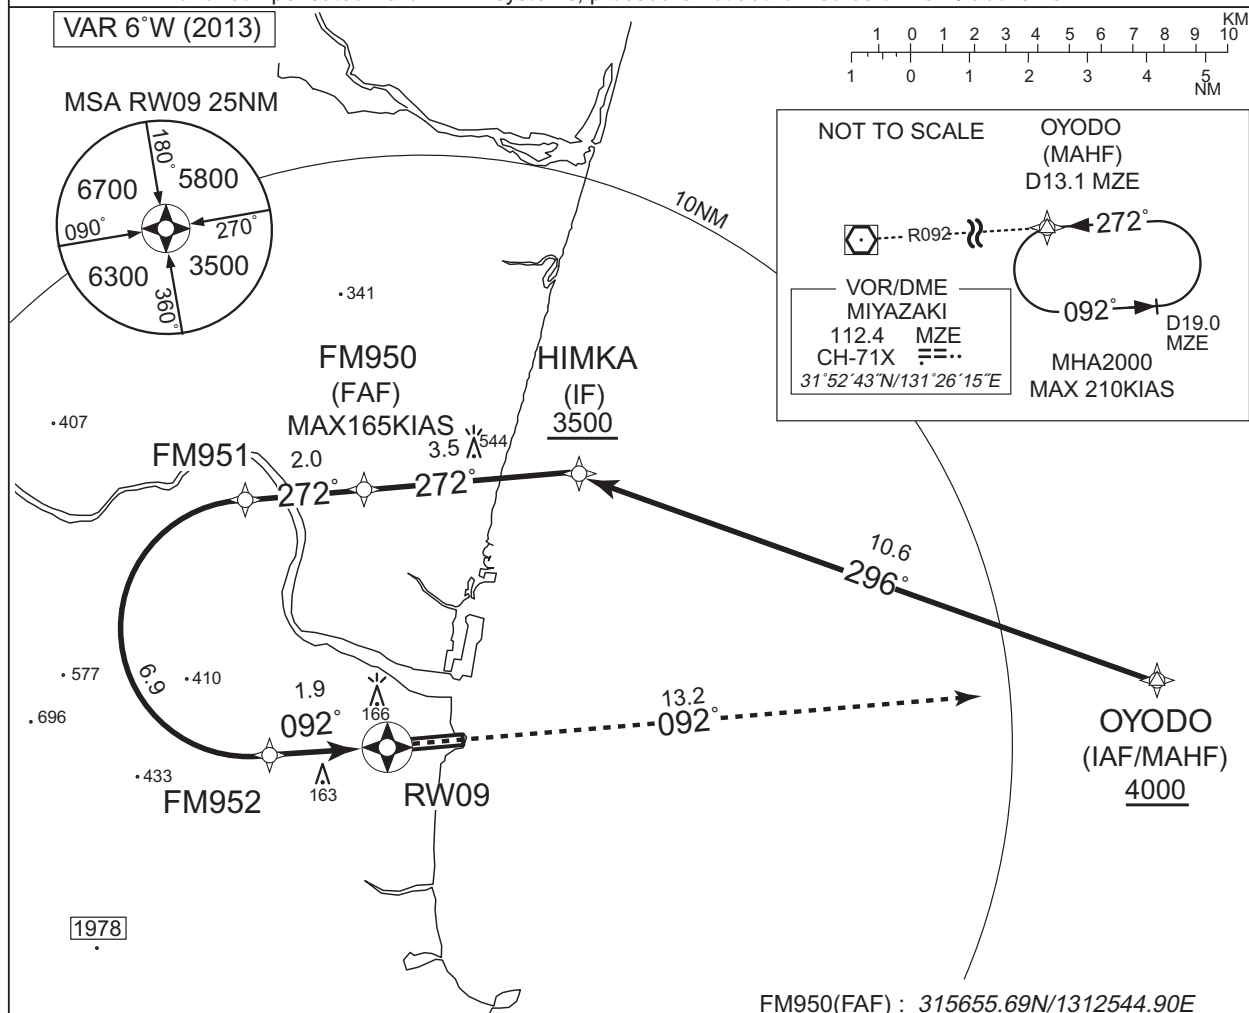 VAR 6°W (2013)
MSA RW09 25NM
180°
6700
5800
090°
270°
6300
3500
360°
1 0 1 2 3 4 5 6 7 8 9 10
KM
1 0 1 2 3 4 5
NM
NOT TO SCALE
OYODO
(MAHF)
D13.1 MZE
R092
272°
092°
D19.0
MZE
VOR/DME
MIYAZAKI
112.4 MZE
CH-71X
31°52´43˝N/131°26´15˝E
MHA2000
MAX 210KIAS
10NM
341
407
FM950
(FAF)
MAX165KIAS
HIMKA
(IF)
3500
544
FM951
2.0
272°
3.5
272°
10.6
296°
577
410
696
6.9
433
1.9
092°
166
163
13.2
092°
FM952
RW09
OYODO
(IAF/MAHF)
4000
1978
FM950(FAF) : 315655.69N/1312544.90E